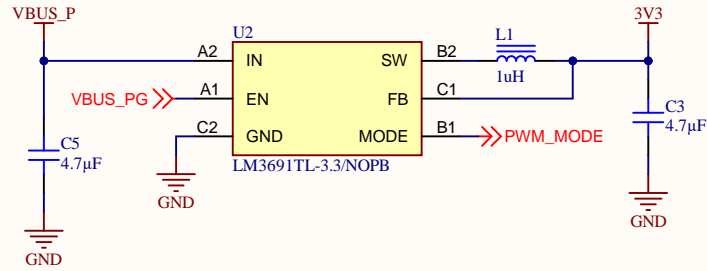 VBUS_P
3V3
U2
L1
A2
IN
SW
B2
1uH
VBUS_PG
A1
EN
FB
C1
C2
GND
MODE
B1
PWM_MODE
C3
4.7µF
C5
4.7µF
LM3691TL-3.3/NOPB
GND
GND
GND